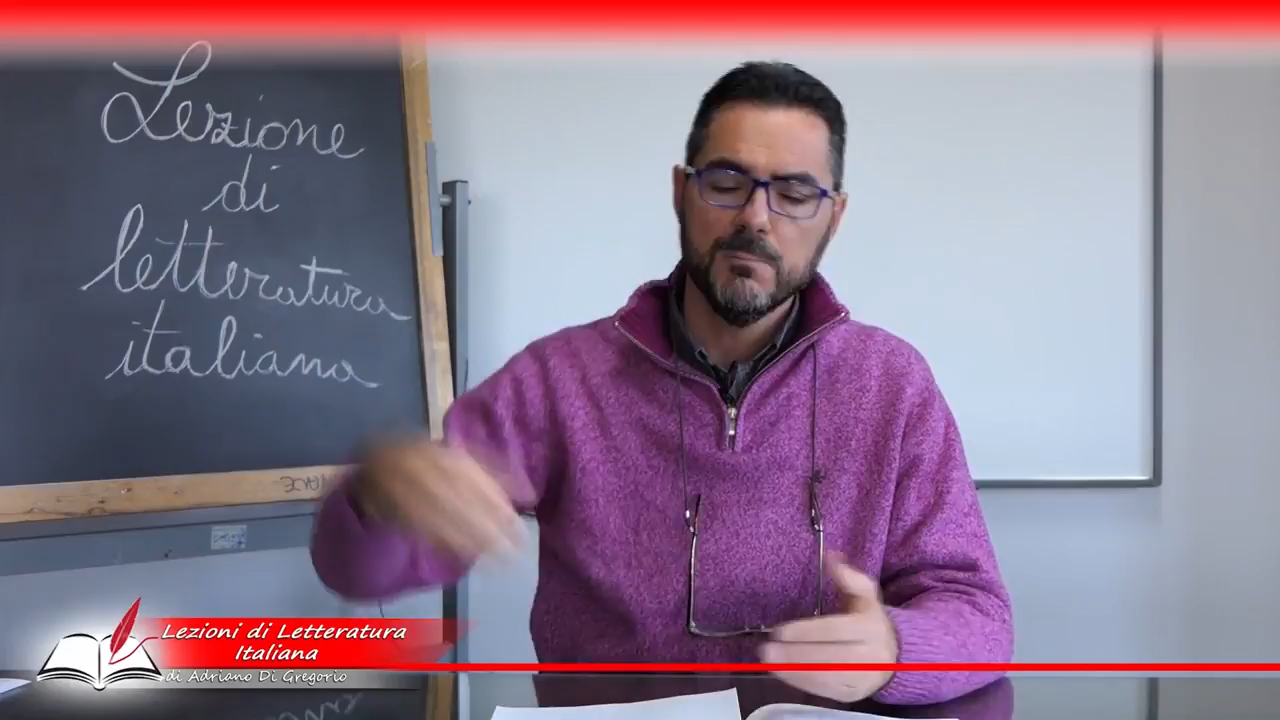 Lezione
di
letteratura
italiana
Lezioni di Letteratura
Italiana
di Adriano Di Gregorio